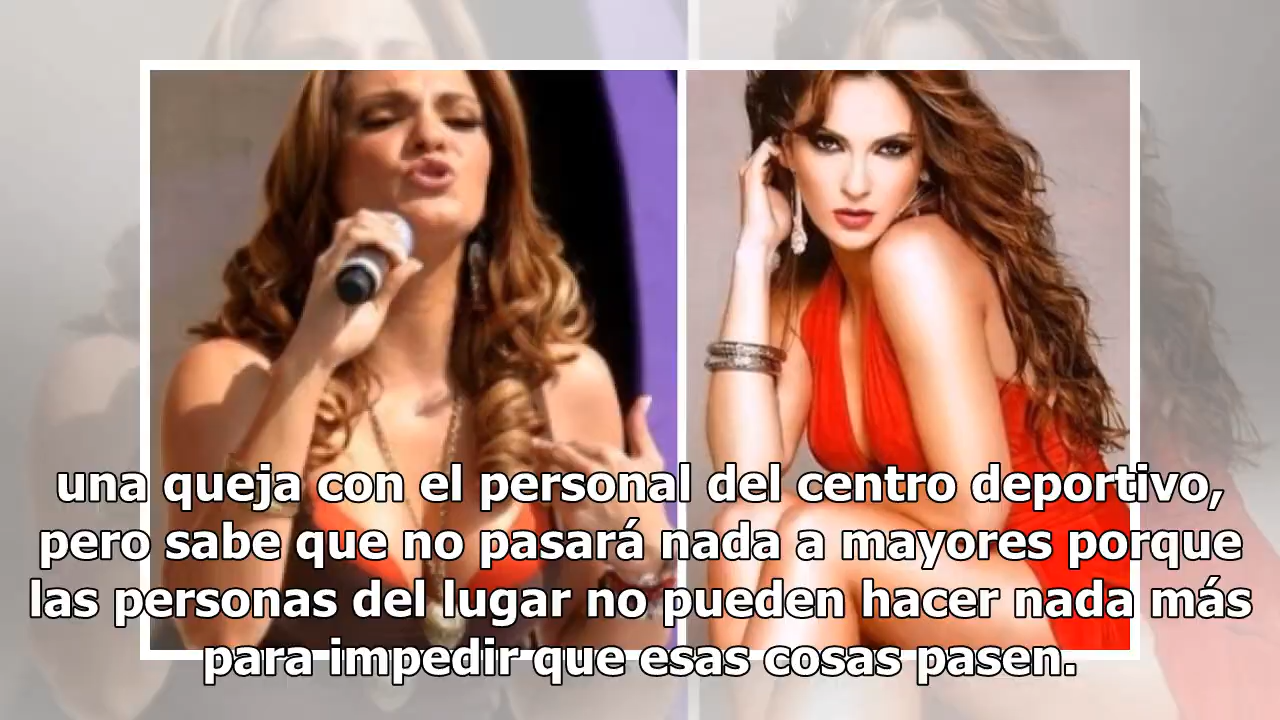 una queja con el personal del centro deportivo,
pero sabe que no pasará nada a mayores porque
las personas del lugar no pueden hacer nada más
para impedir que esas cosas pasen.